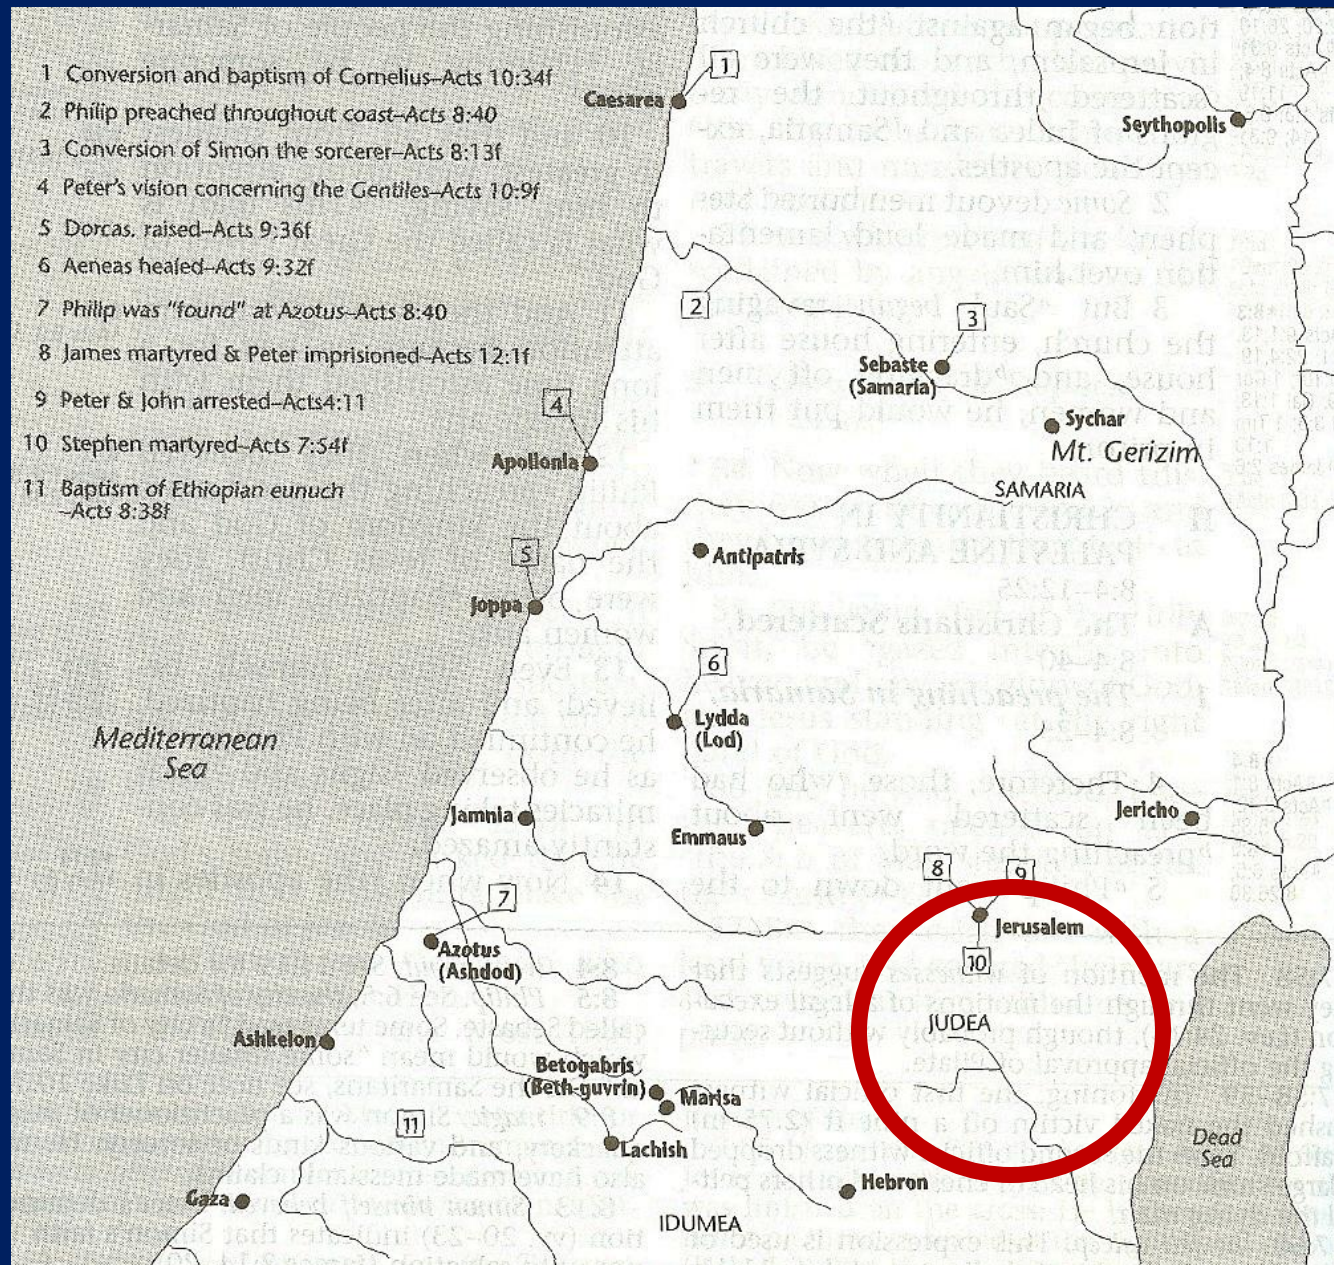 1 Conversion and baptism of Cornelius–Acts 10:34f
2 Philip preached throughout coast–Acts 8:40
3 Conversion of Simon the sorcerer–Acts 8:13f
4 Peter's vision concerning the Gentiles–Acts 10:9f
5 Dorcas. raised–Acts 9:36f
6 Aeneas healed–Acts 9:32f
7 Philip was "found" at Azotus–Acts 8:40
8 James martyred & Peter imprisioned–Acts 12:1f
9 Peter & John arrested–Acts4:11
10 Stephen martyred–Acts 7:54f
11 Baptism of Ethiopian eunuch
–Acts 8:38f
1
Caesarea
Seythopolis
2
3
Sebaste
(Samaria)
4
Sychar
Mt. Gerizim
Apollonia
SAMARIA
5
Antipatris
Joppa
6
Lydda
(Lod)
Mediterranean
Sea
Jamnia
Emmaus
Jericho
8
9
7
Jerusalem
Azotus
(Ashdod)
10
JUDEA
Ashkelon
Betogabris
(Beth-guvrin)
Marisa
11
Lachish
Dead
Sea
Gaza
Hebron
IDUMEA